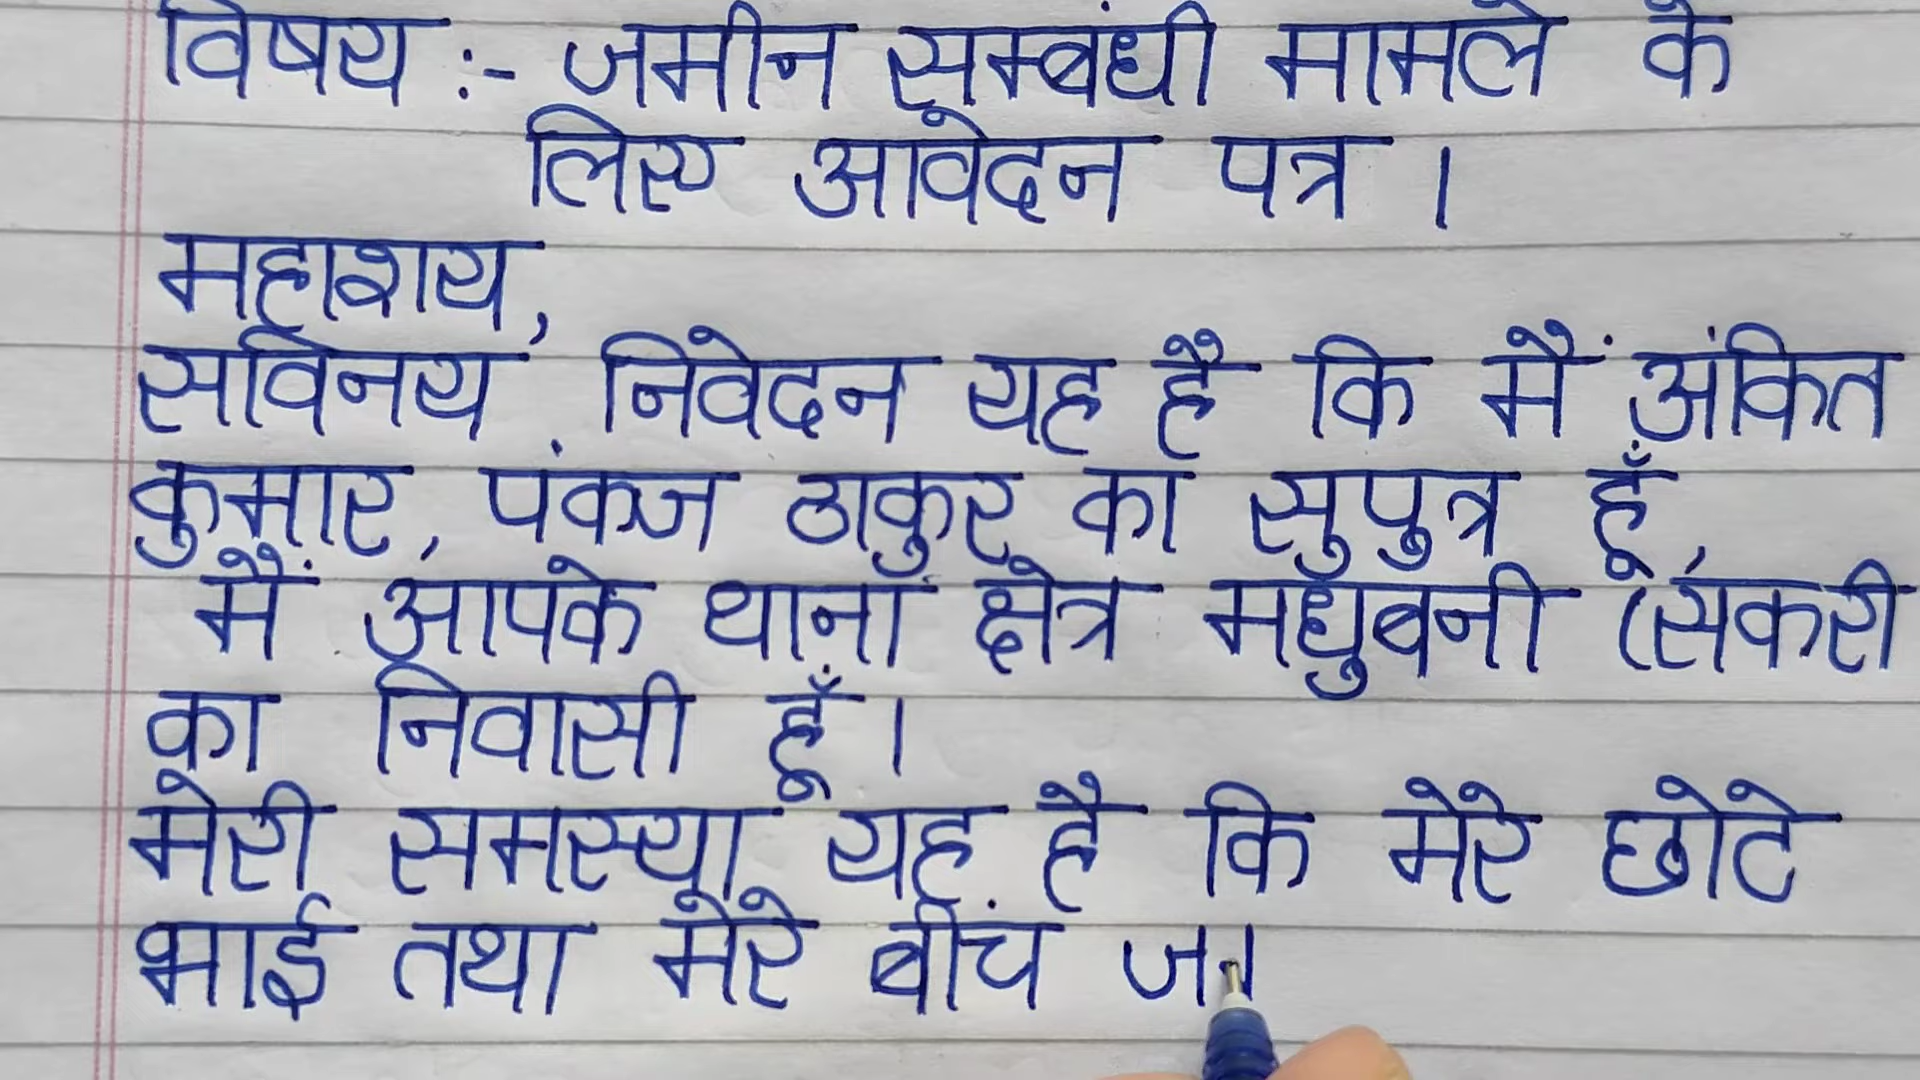 विषय :- जमीन सम्बंधी मामले के
लिए आवेदन पत्र ।
महाशय,
सविनय निवेदन यह है कि मैं अंकित
कुमार, पंकज ठाकुर का सुपुत्र हूँ,
मैं आपके थाना क्षेत्र मधुबनी (सकरी
का निवासी हूँ।
मेरी समस्या यह है कि मेरे छोटे
भाई तथा मेरे बीच